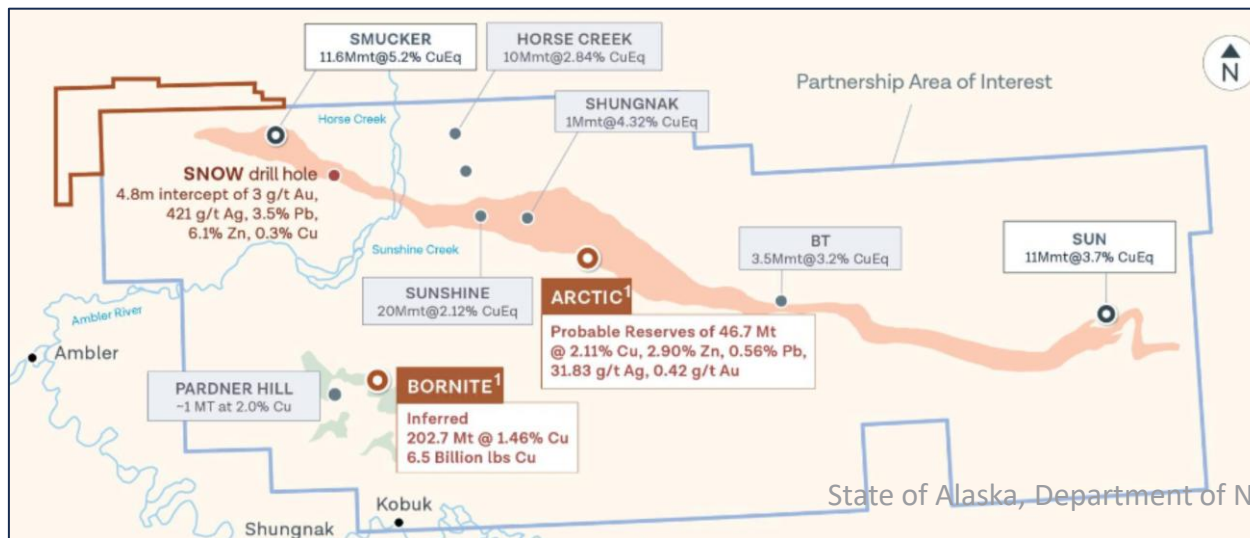 SMUCKER
11.6Mmt@5.2% CuEq
HORSE CREEK
10Mmt@2.84% CuEq
N
Partnership Area of Interest
Horse Creek
SHUNGNAK
1Mmt@4.32% CuEq
SNOW drill hole
4.8m intercept of 3 g/t Au,
421 g/t Ag, 3.5% Pb,
6.1% Zn, 0.3% Cu
Sunshine Creek
BT
3.5Mmt@3.2% CuEq
SUN
11Mmt@3.7% CuEq
SUNSHINE
20Mmt@2.12% CuEq
ARCTIC¹
Probable Reserves of 46.7 Mt
@ 2.11% Cu, 2.90% Zn, 0.56% Pb,
31.83 g/t Ag, 0.42 g/t Au
Ambler River
Ambler
PARDNER HILL
~1 MT at 2.0% Cu
BORNITE¹
Inferred
202.7 Mt @ 1.46% Cu
6.5 Billion lbs Cu
State of Alaska, Department of N
Kobuk
Shungnak